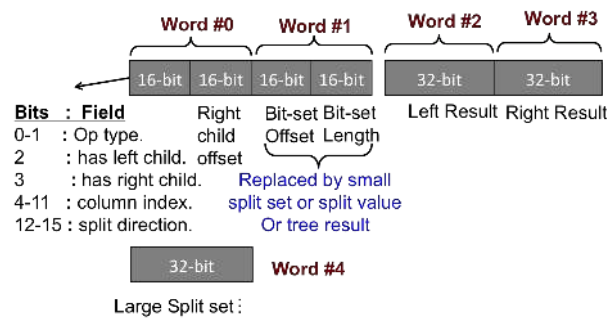 Word #0 Word #1 Word #2 Word #3
16-bit 16-bit 16-bit 16-bit 32-bit 32-bit
Bits : Field
0-1 : Op type.
2 : has left child.
3 : has right child.
4-11 : column index.
12-15 : split direction.
Right
child
offset
Bit-set Bit-set
Offset Length
Left Result Right Result
Replaced by small
split set or split value
Or tree result
32-bit Word #4
Large Split set⋮